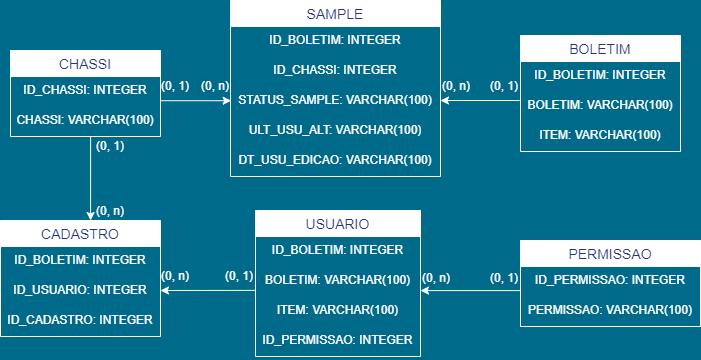 SAMPLE
ID_BOLETIM: INTEGER
ID_CHASSI: INTEGER
STATUS_SAMPLE: VARCHAR(100)
ULT_USU_ALT: VARCHAR(100)
DT_USU_EDICAO: VARCHAR(100)
CHASSI
ID_CHASSI: INTEGER
CHASSI: VARCHAR(100)
(0, 1)
(0, n)
BOLETIM
ID_BOLETIM: INTEGER
BOLETIM: VARCHAR(100)
ITEM: VARCHAR(100)
(0, n)
(0, 1)
(0, 1)
(0, n)
CADASTRO
ID_BOLETIM: INTEGER
ID_USUARIO: INTEGER
ID_CADASTRO: INTEGER
(0, n)
(0, 1)
USUARIO
ID_BOLETIM: INTEGER
BOLETIM: VARCHAR(100)
ITEM: VARCHAR(100)
ID_PERMISSAO: INTEGER
(0, n)
(0, 1)
PERMISSAO
ID_PERMISSAO: INTEGER
PERMISSAO: VARCHAR(100)